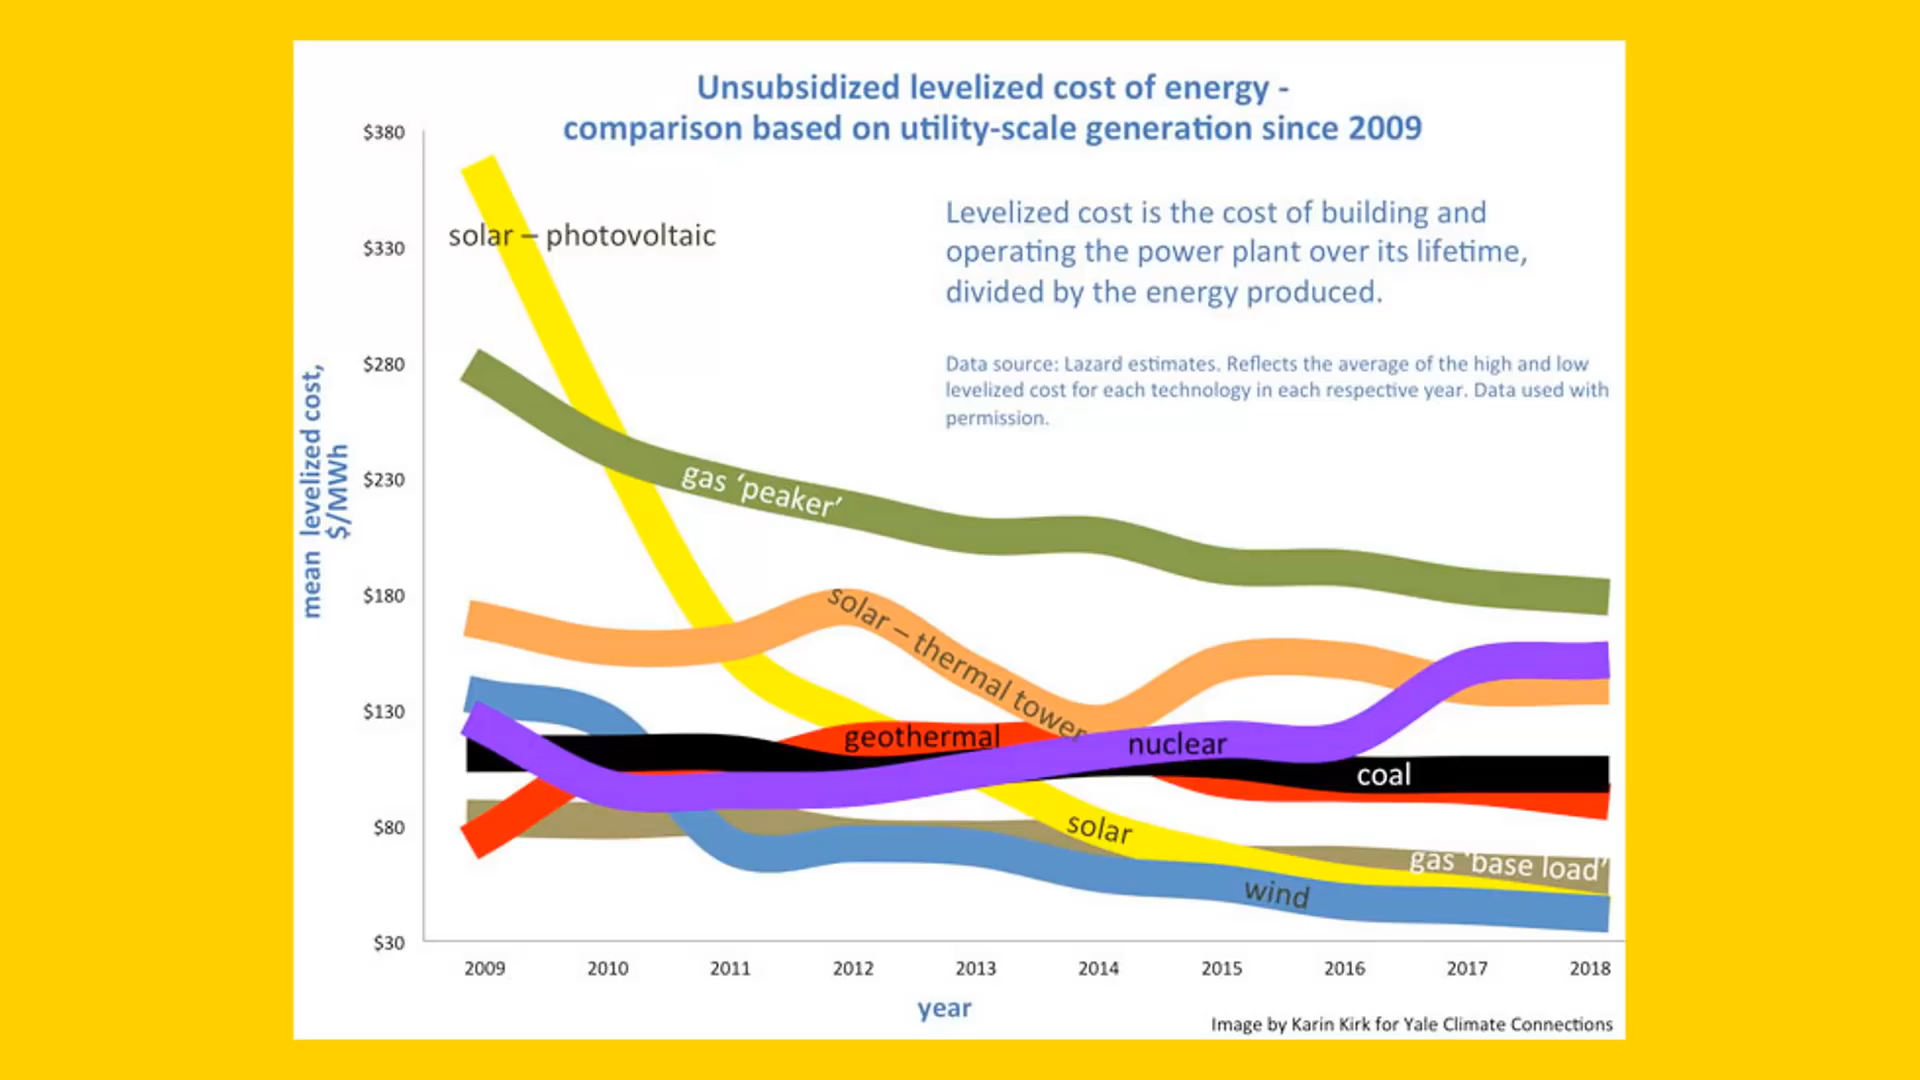 Unsubsidized levelized cost of energy -
comparison based on utility-scale generation since 2009
Levelized cost is the cost of building and
operating the power plant over its lifetime,
divided by the energy produced.
Data source: Lazard estimates. Reflects the average of the high and low
levelized cost for each technology in each respective year. Data used with
permission.
mean levelized cost,
$/MWh
$380
$330
$280
$230
$180
$130
$80
$30
solar – photovoltaic
gas ‘peaker’
solar – thermal tower
geothermal
nuclear
coal
solar
gas ‘base load’
wind
2009 2010 2011 2012 2013 2014 2015 2016 2017 2018
year
Image by Karin Kirk for Yale Climate Connections